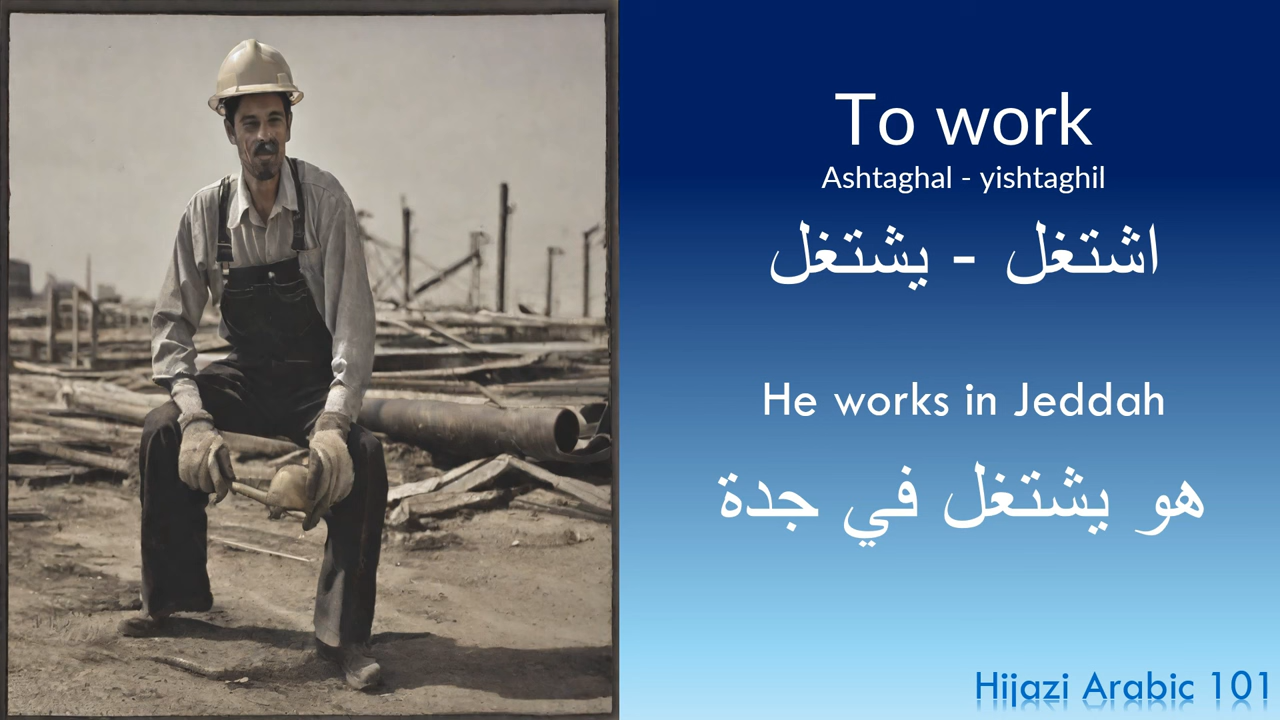 To work
Ashtaghal - yishtaghil
اشتغل - يشتغل
He works in Jeddah
هو يشتغل في جدة
Hijazi Arabic 101